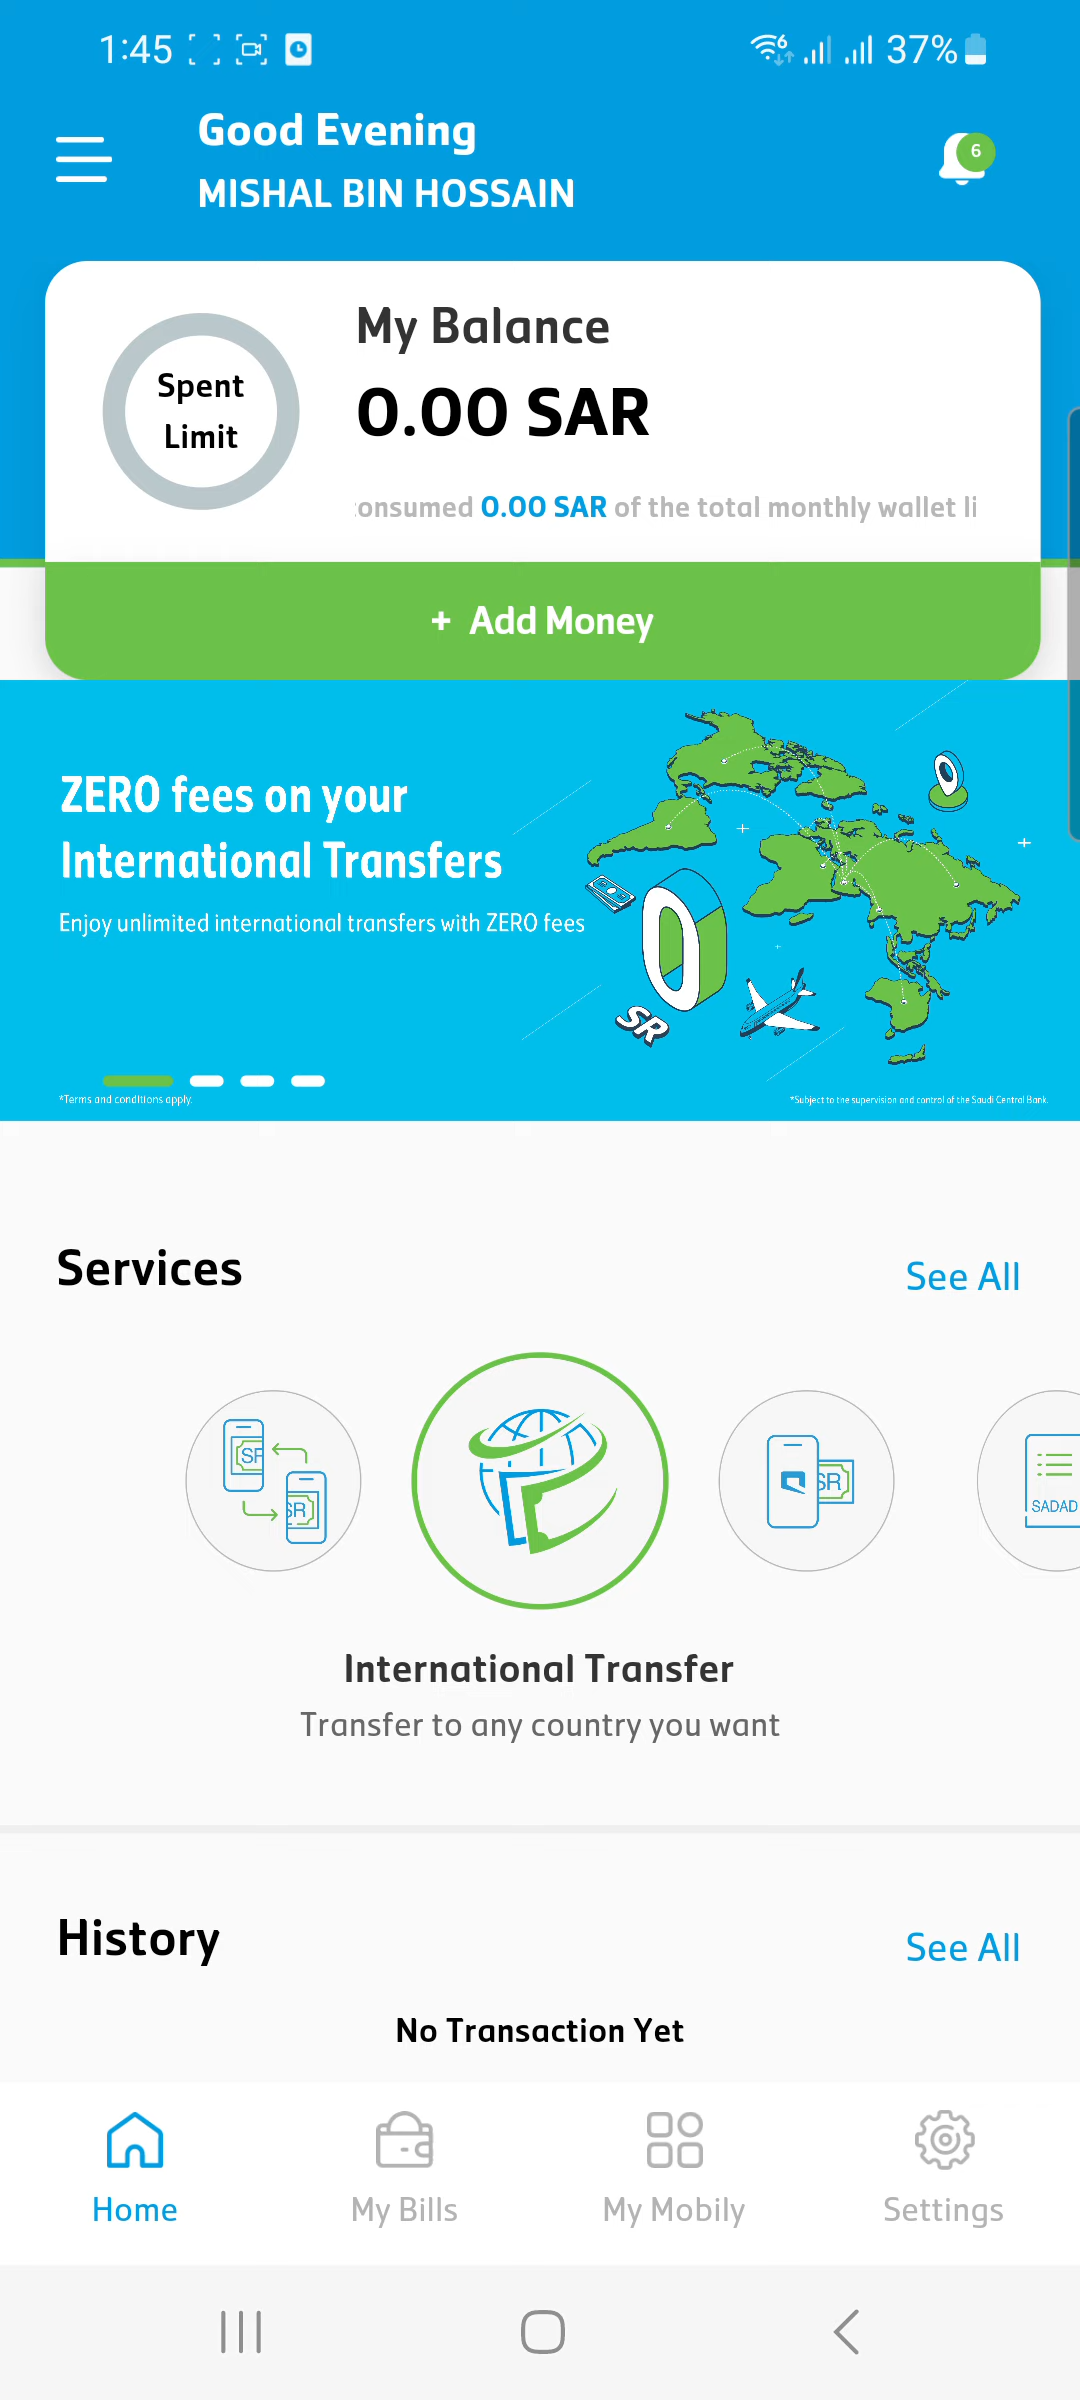 1:45
6
37%
Good Evening
MISHAL BIN HOSSAIN
6
Spent
Limit
My Balance
0.00 SAR
onsumed 0.00 SAR of the total monthly wallet li
+ Add Money
ZERO fees on your
International Transfers
Enjoy unlimited international transfers with ZERO fees
0
SR
*Terms and conditions apply.
*Subject to the supervision and control of the Saudi Central Bank.
Services
See All
SR
SR
SR
SADAD
International Transfer
Transfer to any country you want
History
See All
No Transaction Yet
Home
My Bills
My Mobily
Settings